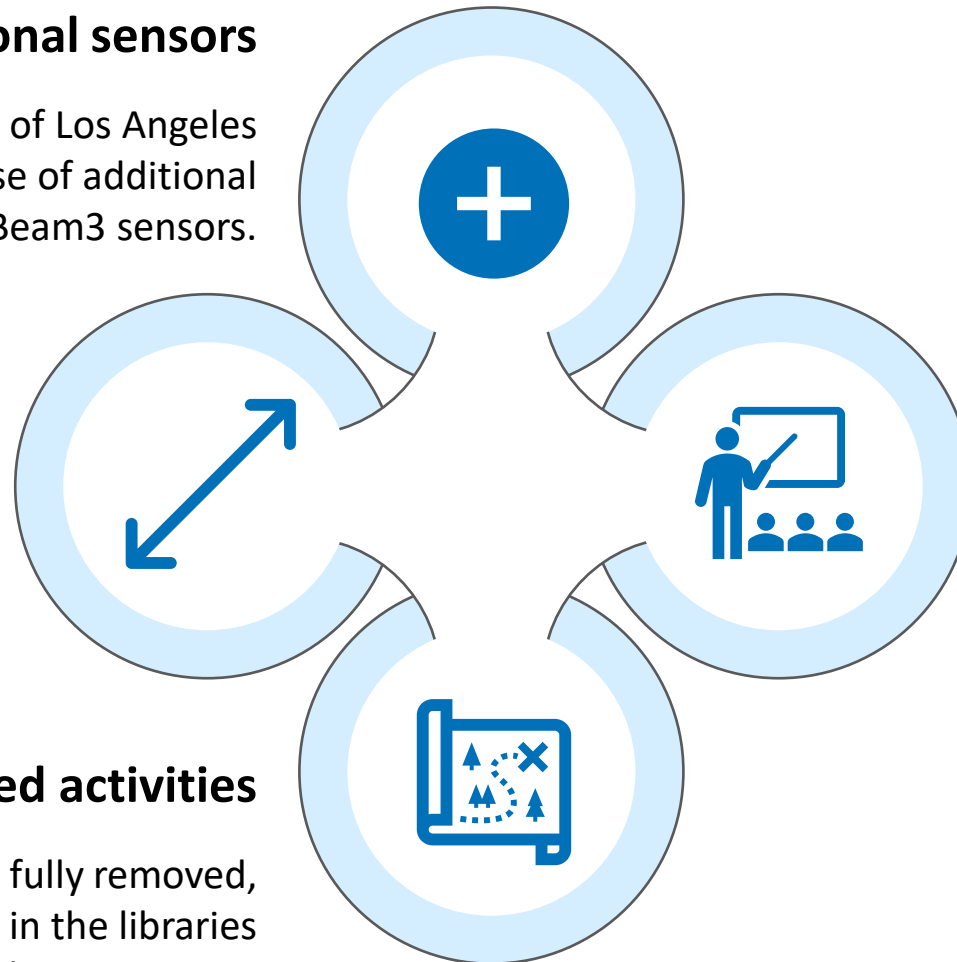 onal sensors
of Los Angeles
se of additional
Beam3 sensors.
ed activities
fully removed,
in the libraries